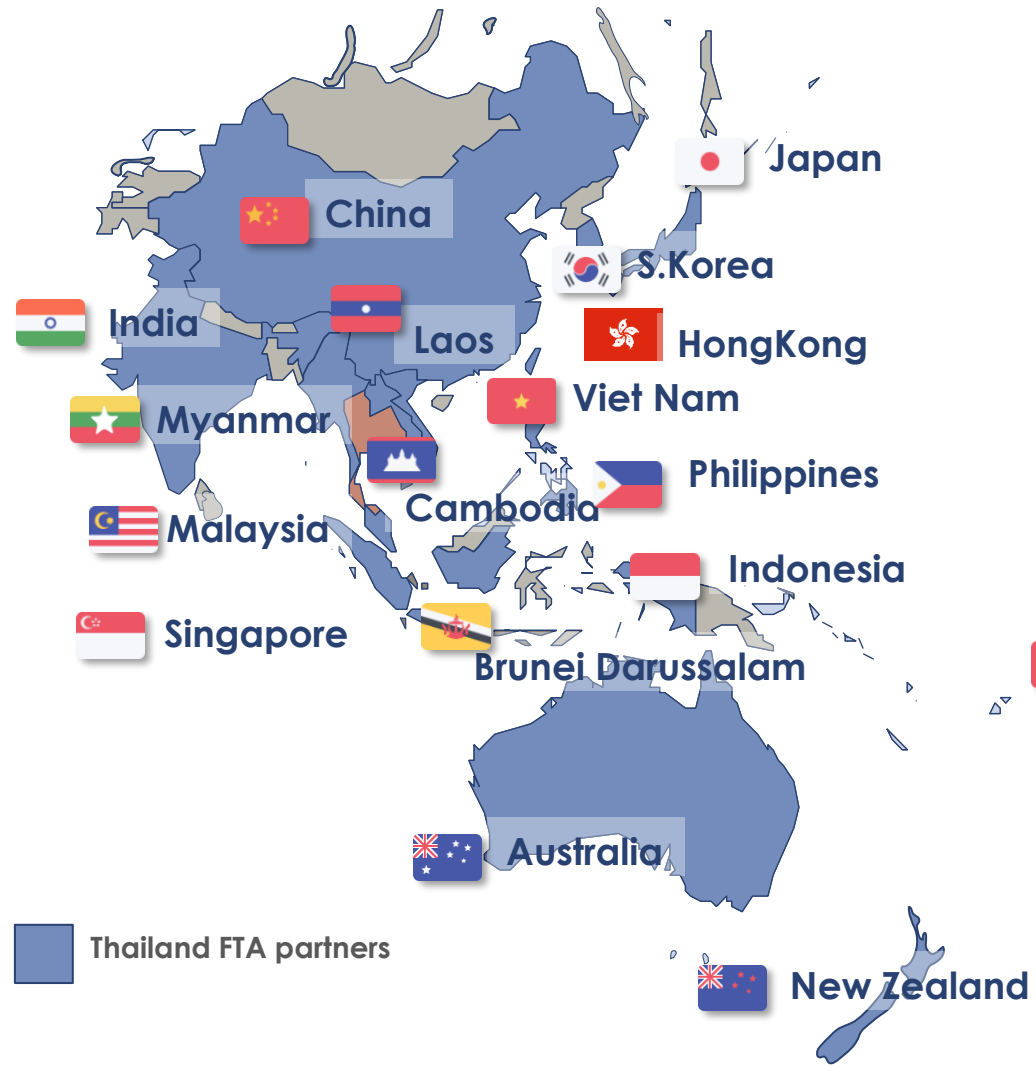 Japan
China
S.Korea
India
Laos
HongKong
Viet Nam
Myanmar
Philippines
Cambodia
Malaysia
Indonesia
Singapore
Brunei Darussalam
Australia
Thailand FTA partners
New Zealand